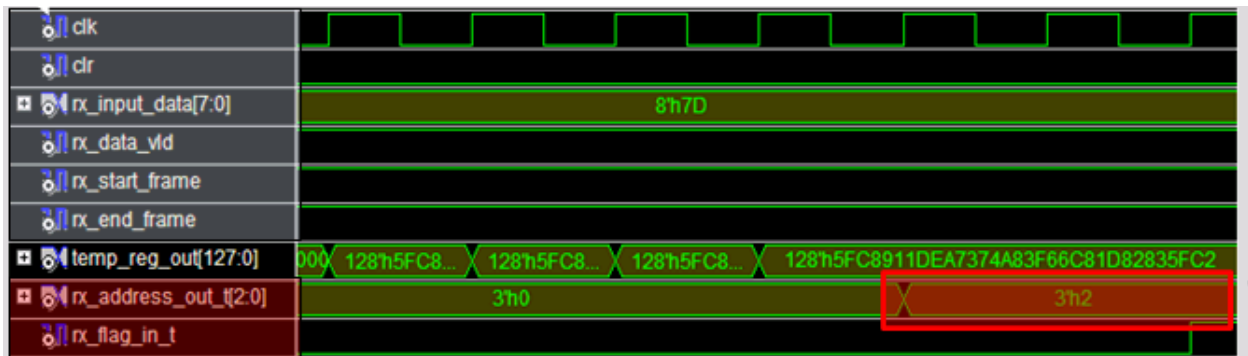 clk
clr
rx_input_data[7:0] 8'h7D
rx_data_vld
rx_start_frame
rx_end_frame
temp_reg_out[127:0] 000 128'h5FC8... 128'h5FC8... 128'h5FC8... 128'h5FC8911DEA7374A83F66C81D82835FC2
rx_address_out_t[2:0] 3'h0 3'h2
rx_flag_in_t